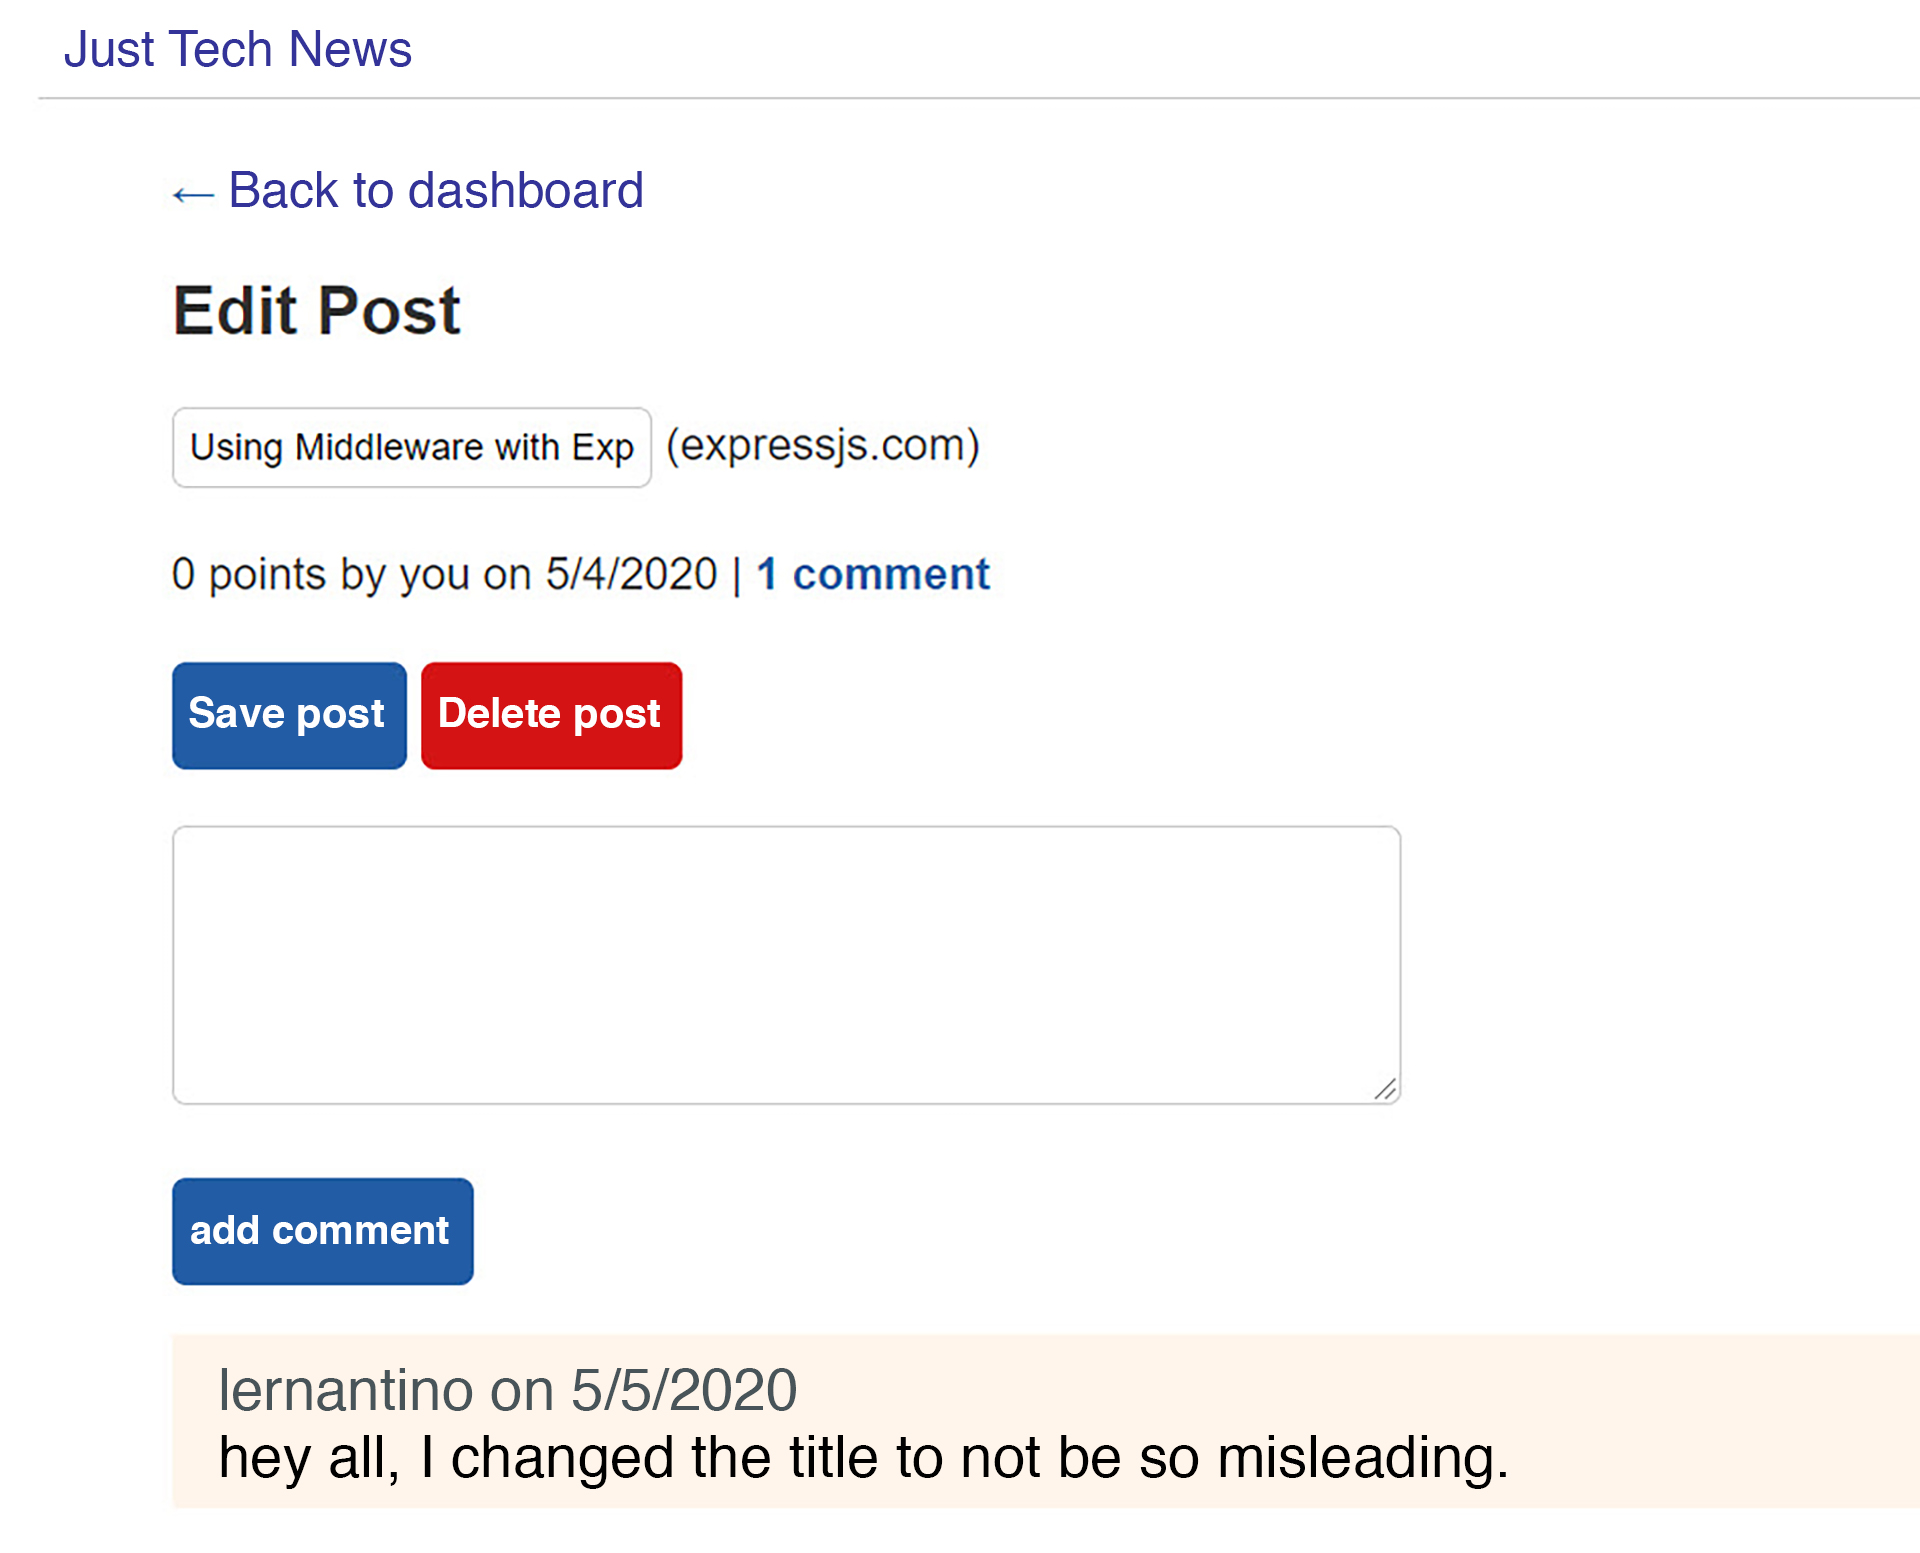 Just Tech News
← Back to dashboard
Edit Post
Using Middleware with Exp (expressjs.com)
0 points by you on 5/4/2020 | 1 comment
Save post Delete post
add comment
lernantino on 5/5/2020
hey all, I changed the title to not be so misleading.